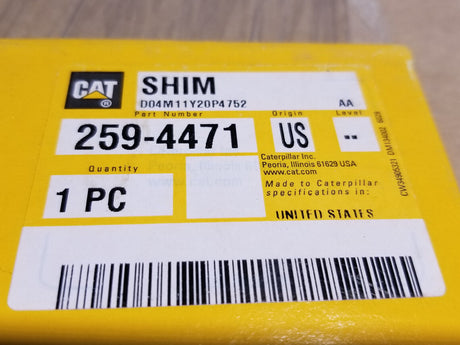 CAT
®
SHIM
D04M11Y20P4752 AA
Part Number Origin Level
259-4471 US --
Caterpillar Inc.
Peoria, Illinois 61629 USA
www.cat.com
Quantity
1 PC
Made to Caterpillar
specifications in:
UNITED STATES